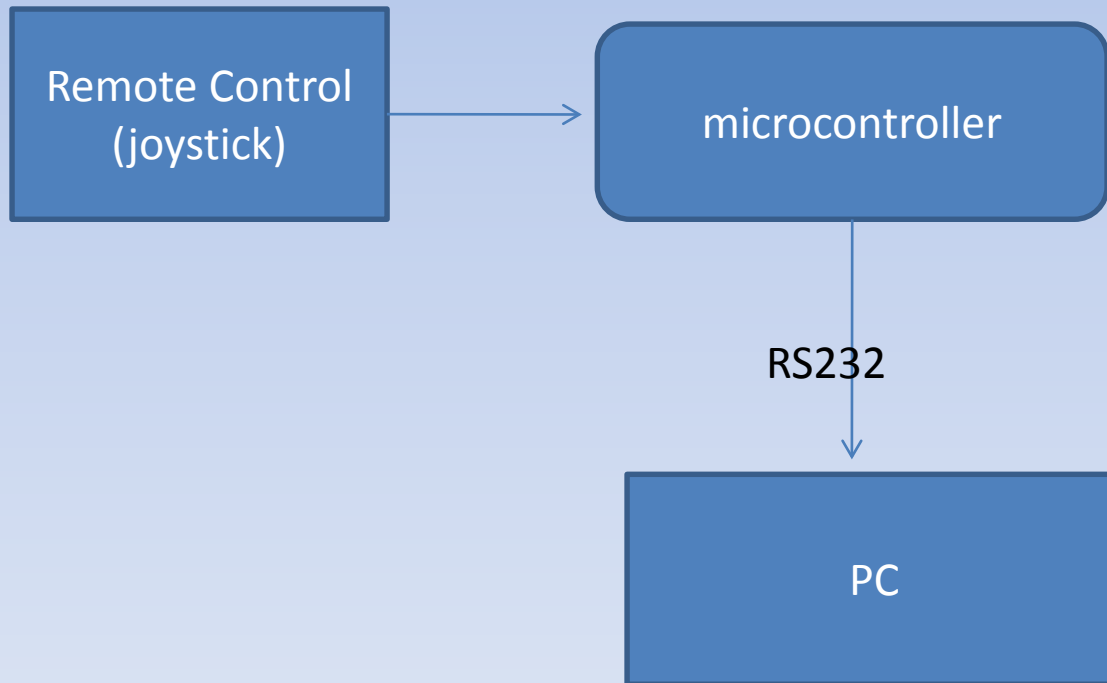 Remote Control
(joystick)
microcontroller
RS232
PC